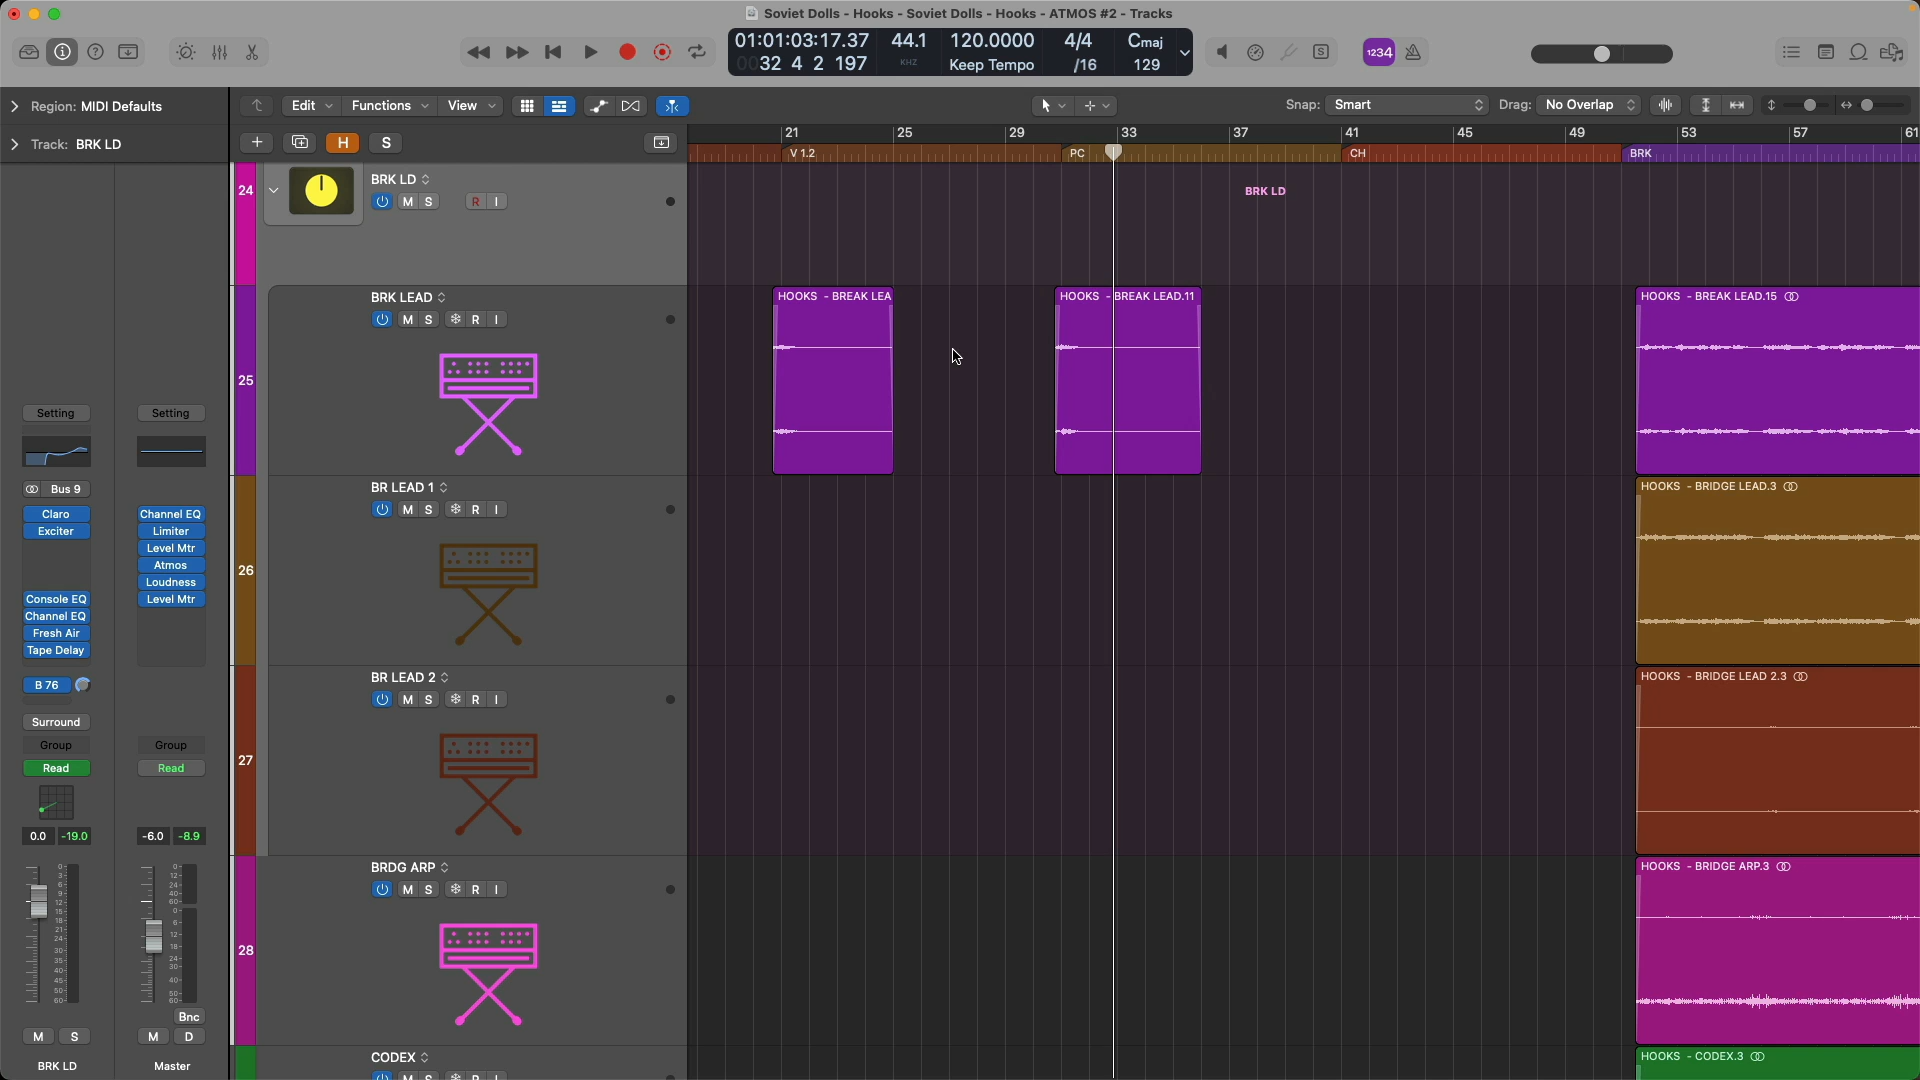 Soviet Dolls - Hooks - Soviet Dolls - Hooks - ATMOS #2 - Tracks
01:01:03:17.37 44.1 120.0000 4/4 Cmaj
0032 4 2 197 KHZ Keep Tempo /16 129
S 1234
Region: MIDI Defaults
Edit Functions View
Snap: Smart Drag: No Overlap
Track: BRK LD
H S
21 25 29 33 37 41 45 49 53 57 61
V 1.2 PC CH BRK
24
BRK LD
M S R I
BRK LD
25
BRK LEAD
M S R I
HOOKS - BREAK LEA
HOOKS - BREAK LEAD.11
HOOKS - BREAK LEAD.15
26
BR LEAD 1
M S R I
HOOKS - BRIDGE LEAD.3
27
BR LEAD 2
M S R I
HOOKS - BRIDGE LEAD 2.3
28
BRDG ARP
M S R I
HOOKS - BRIDGE ARP.3
CODEX
M S R I
HOOKS - CODEX.3
Setting Setting
Bus 9
Claro Channel EQ
Exciter Limiter
Level Mtr
Atmos
Loudness
Console EQ Level Mtr
Channel EQ
Fresh Air
Tape Delay
B 76
Surround
Group Group
Read Read
0.0 -19.0 -6.0 -8.9
Bnc
M S M D
BRK LD Master